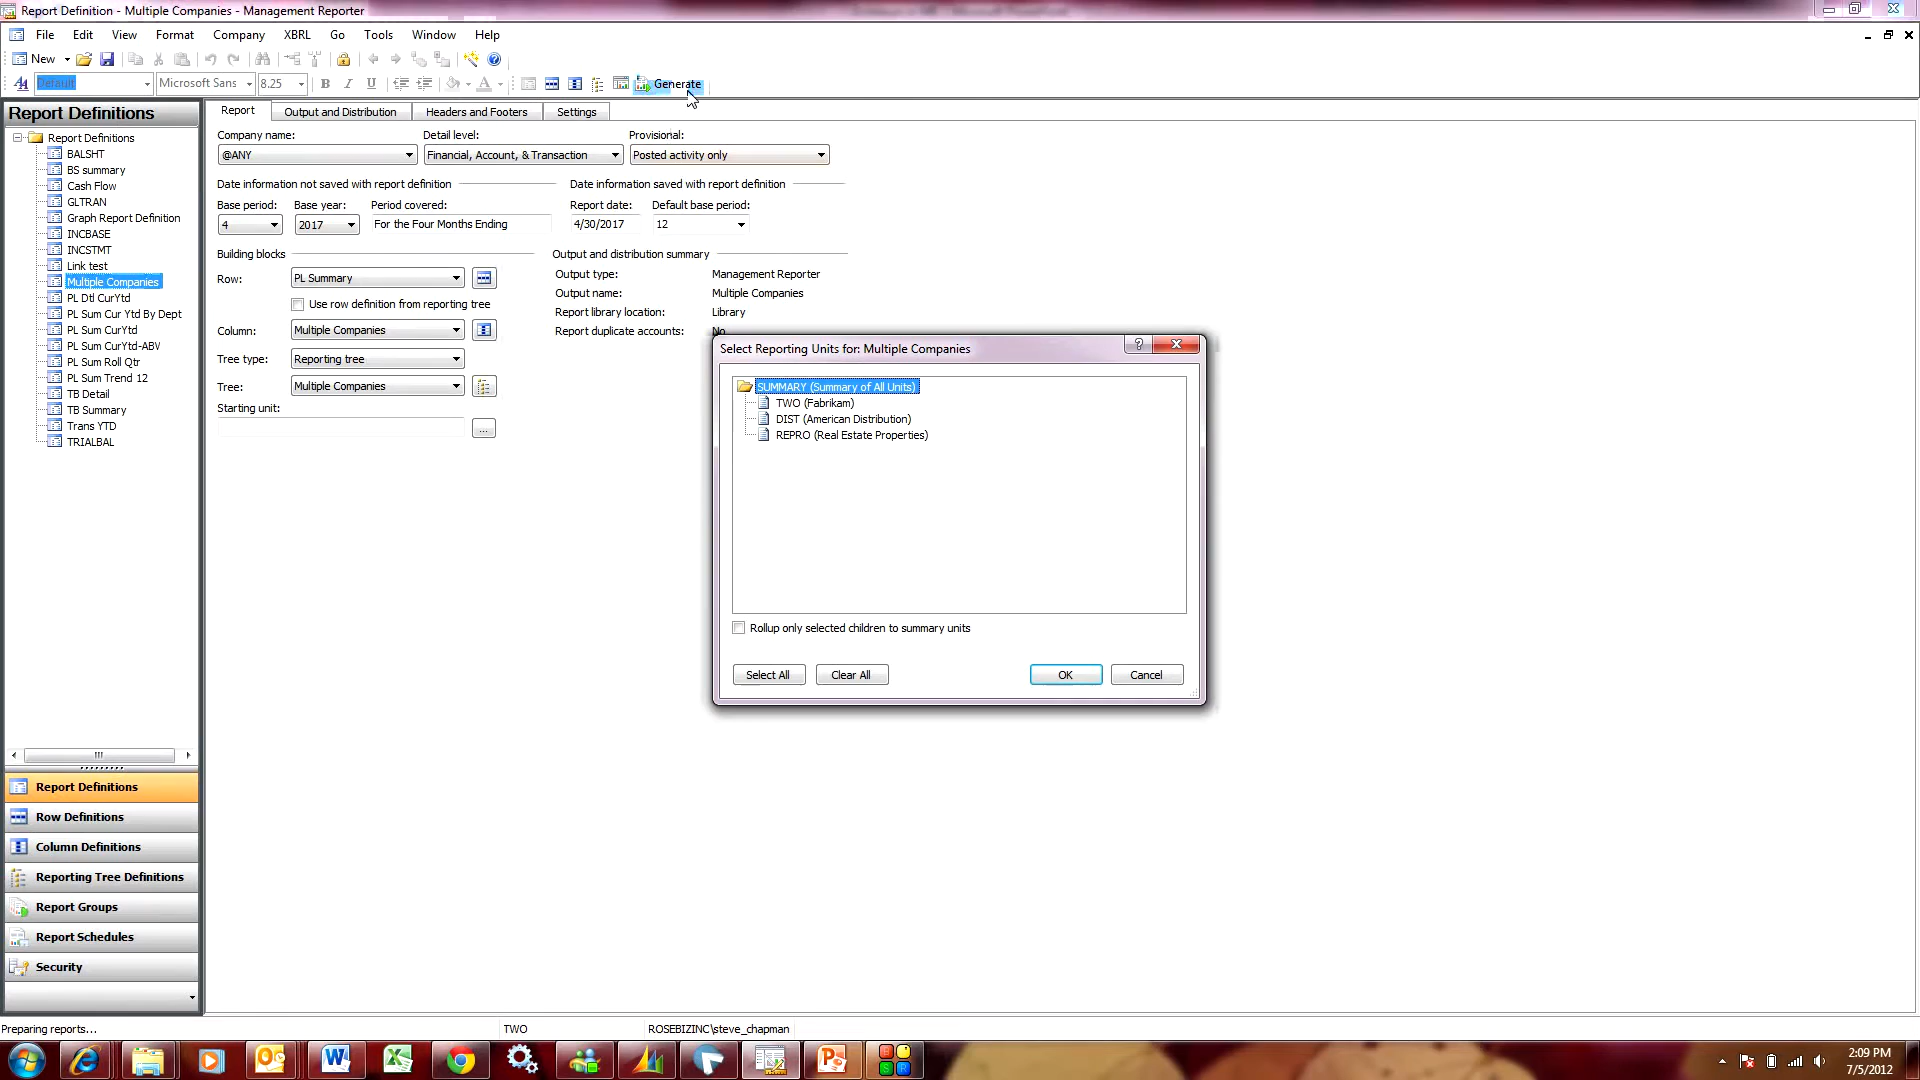 Report Definition - Multiple Companies - Management Reporter
File Edit View Format Company XBRL Go Tools Window Help
New
Default Microsoft Sans 8.25 B I U A Generate
Report Definitions
Report Definitions
BALSHT
BS summary
Cash Flow
GLTRAN
Graph Report Definition
INCBASE
INCSTMT
Link test
Multiple Companies
PL Dtl CurYtd
PL Sum Cur Ytd By Dept
PL Sum CurYtd
PL Sum CurYtd-ABV
PL Sum Roll Qtr
PL Sum Trend 12
TB Detail
TB Summary
Trans YTD
TRIALBAL
Report Definitions
Row Definitions
Column Definitions
Reporting Tree Definitions
Report Groups
Report Schedules
Security
Report Output and Distribution Headers and Footers Settings
Company name: Detail level: Provisional:
@ANY Financial, Account, & Transaction Posted activity only
Date information not saved with report definition Date information saved with report definition
Base period: Base year: Period covered: Report date: Default base period:
4 2017 For the Four Months Ending 4/30/2017 12
Building blocks Output and distribution summary
Row: PL Summary
Use row definition from reporting tree
Column: Multiple Companies
Tree type: Reporting tree
Tree: Multiple Companies
Starting unit:
...
Output type: Management Reporter
Output name: Multiple Companies
Report library location: Library
Report duplicate accounts: No
Select Reporting Units for: Multiple Companies
SUMMARY (Summary of All Units)
TWO (Fabrikam)
DIST (American Distribution)
REPRO (Real Estate Properties)
Rollup only selected children to summary units
Select All Clear All OK Cancel
Preparing reports... TWO ROSEBIZINC\steve_chapman
2:09 PM
7/5/2012